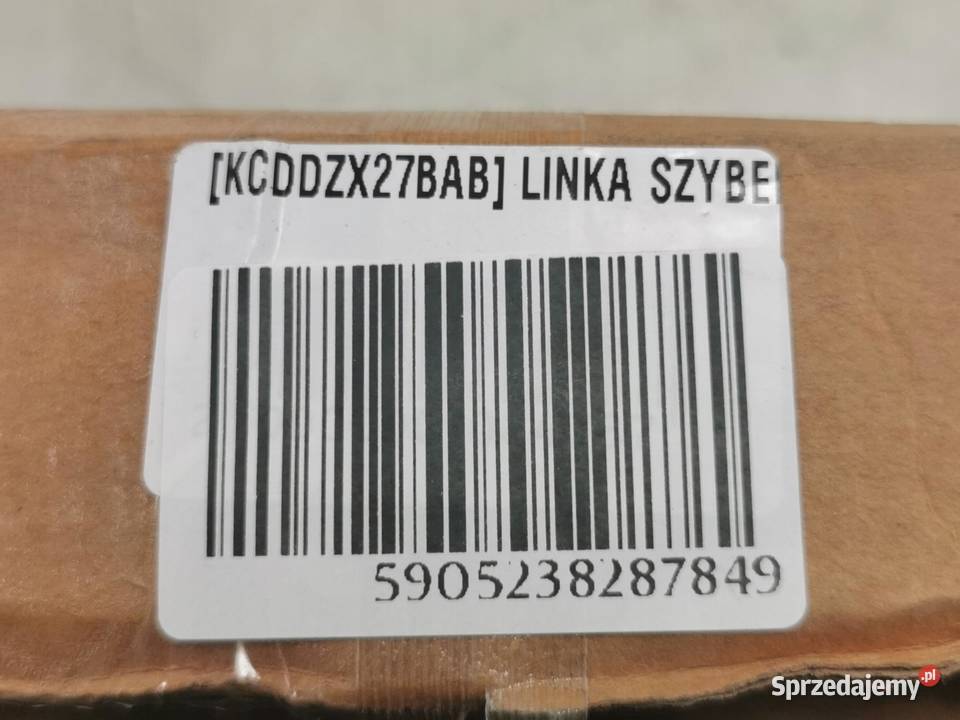 [KCDDZX27BAB] LINKA SZYBE
5905238287849
Sprzedajemy.pl